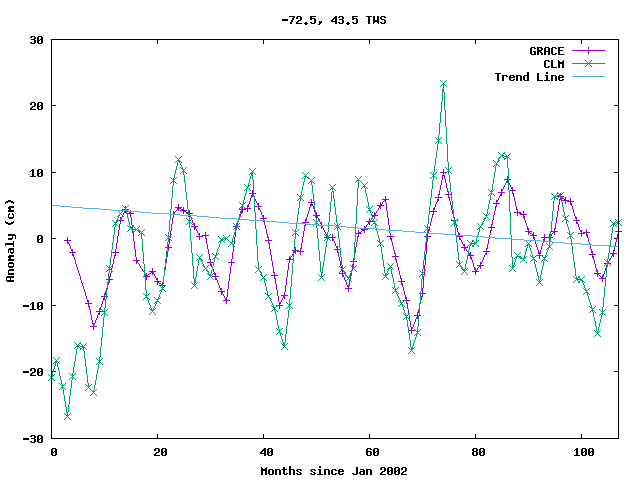 -72.5, 43.5 TWS
GRACE
CLM
Trend Line
30
20
10
0
-10
-20
-30
Anomaly (cm)
0 20 40 60 80 100
Months since Jan 2002